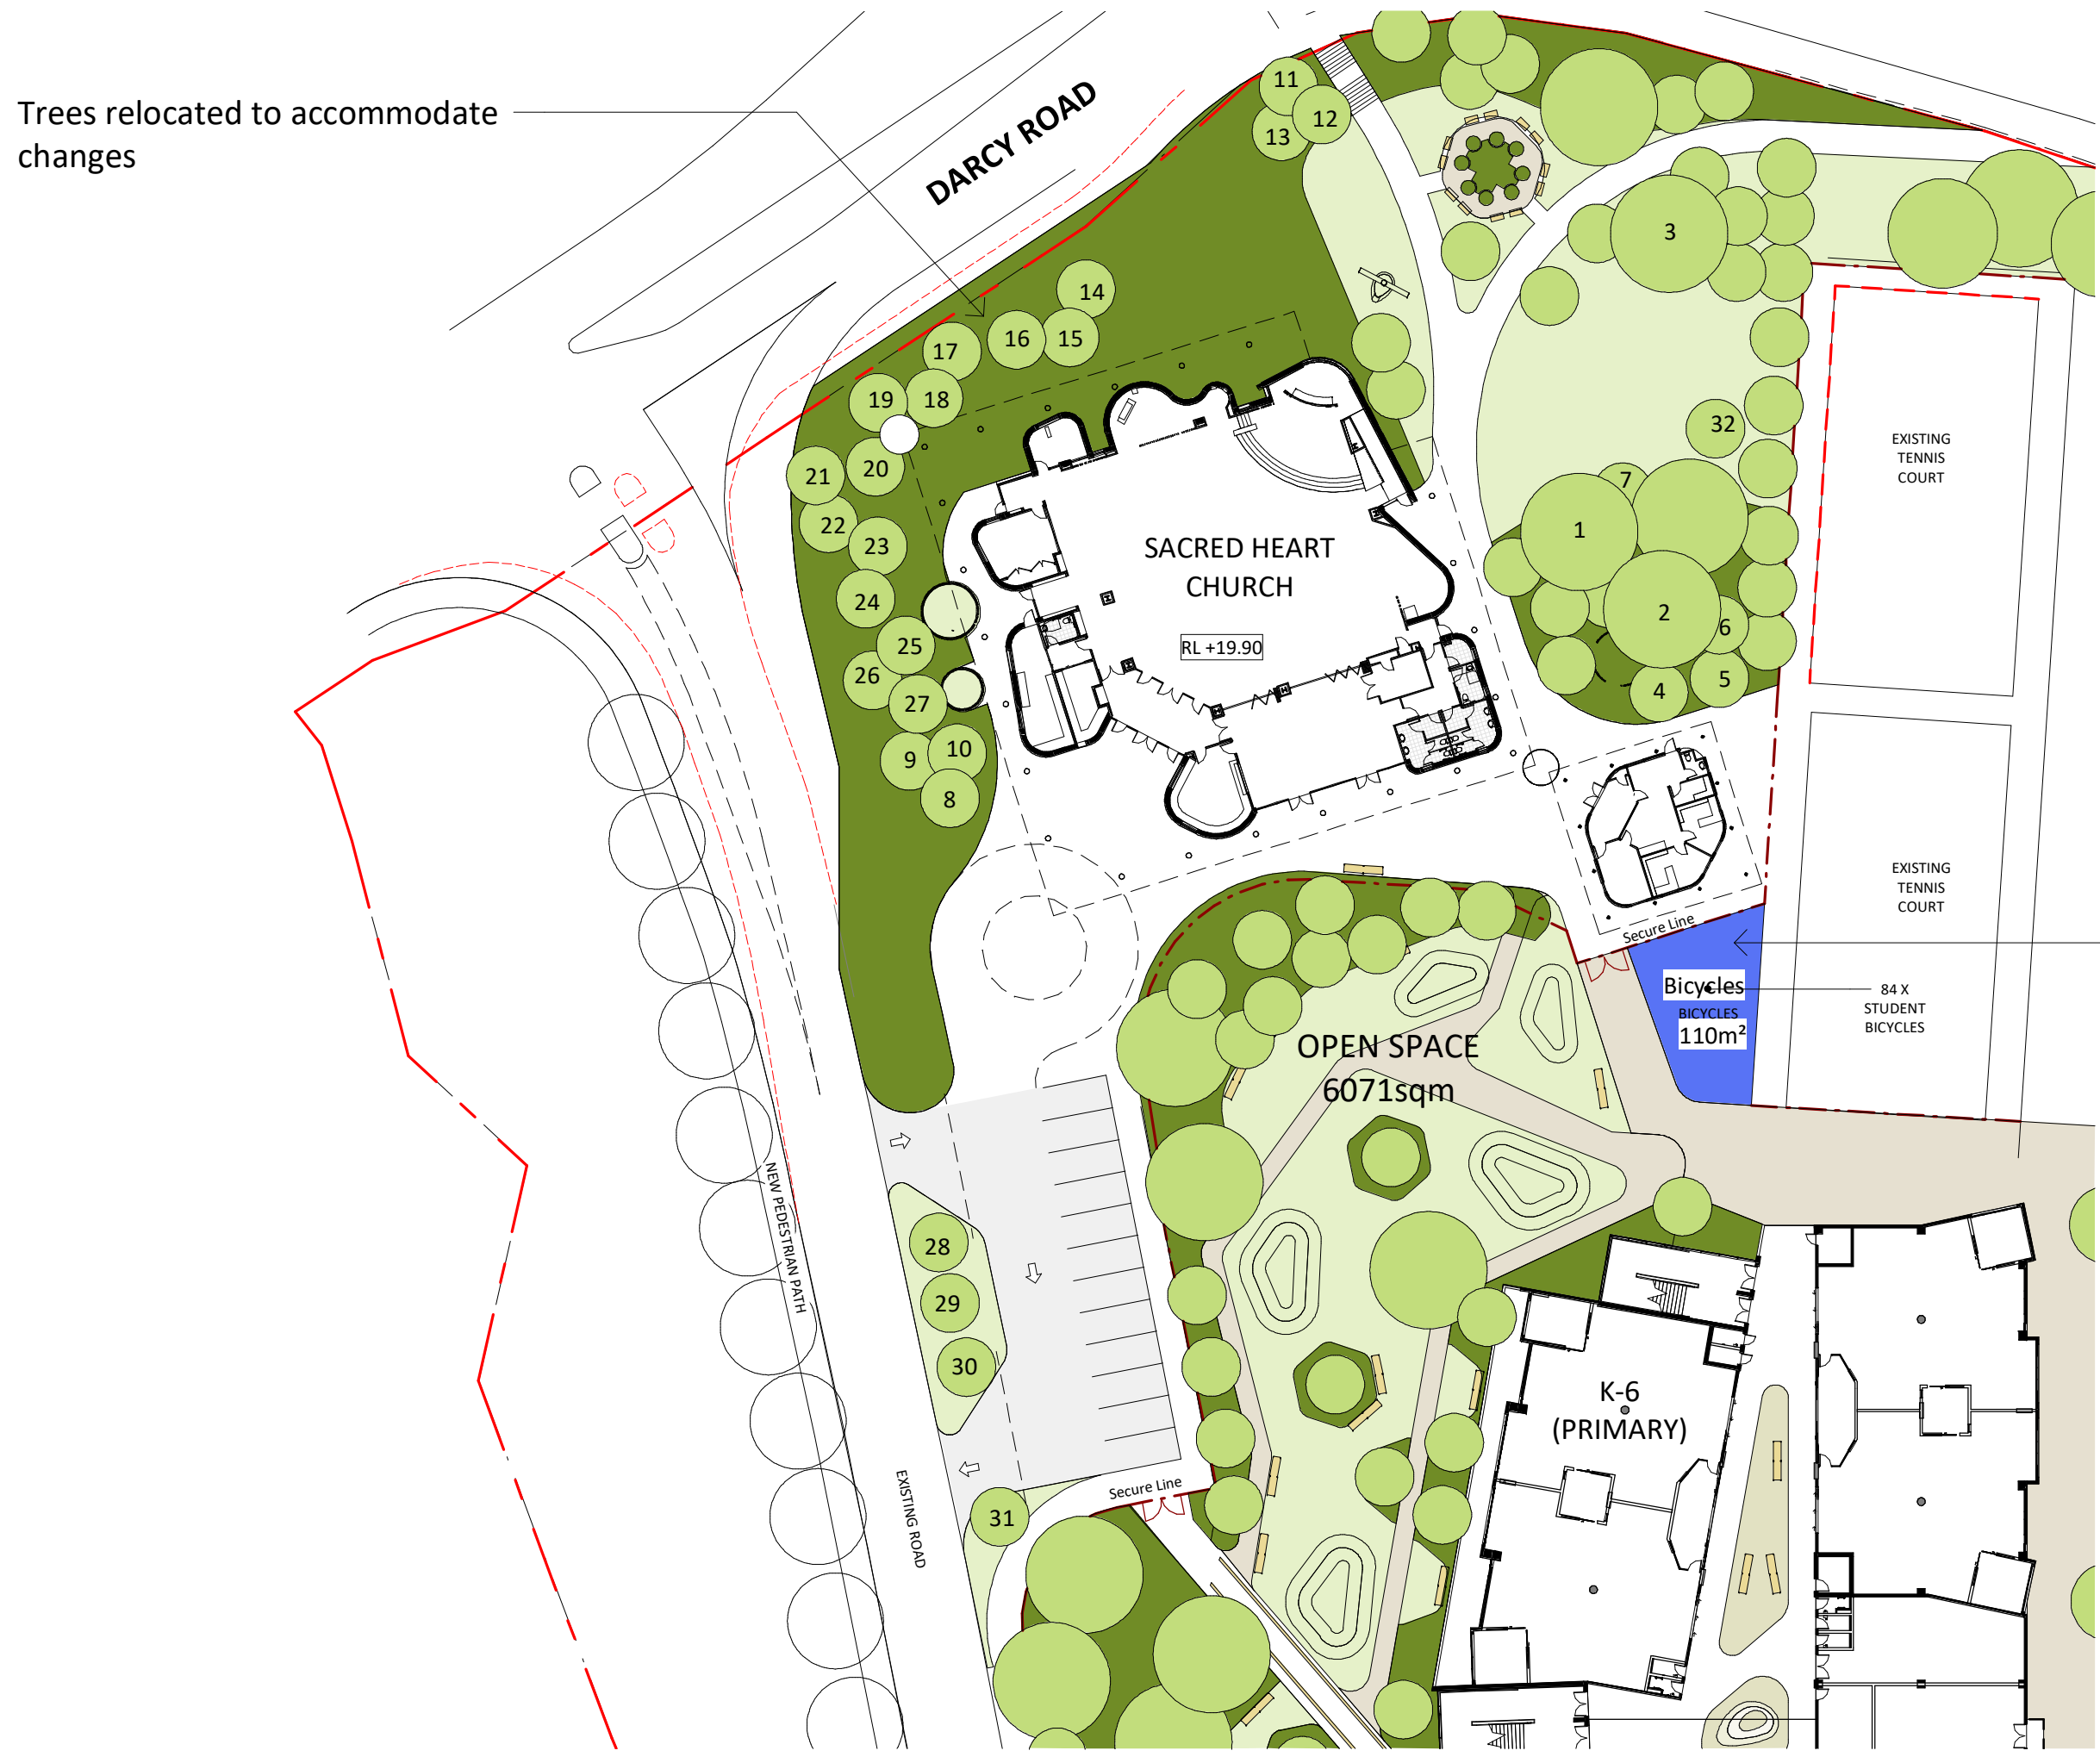 Trees relocated to accommodate
changes
DARCY ROAD
11
12
13
14
15
16
17
18
19
20
21
22
23
24
25
26
27
9
10
8
3
32
7
1
2
6
5
4
SACRED HEART
CHURCH
RL +19.90
EXISTING
TENNIS
COURT
EXISTING
TENNIS
COURT
Secure Line
Bicycles
BICYCLES
110m²
84 X
STUDENT
BICYCLES
OPEN SPACE
6071sqm
NEW PEDESTRIAN PATH
28
29
30
31
EXISTING ROAD
Secure Line
K-6
(PRIMARY)